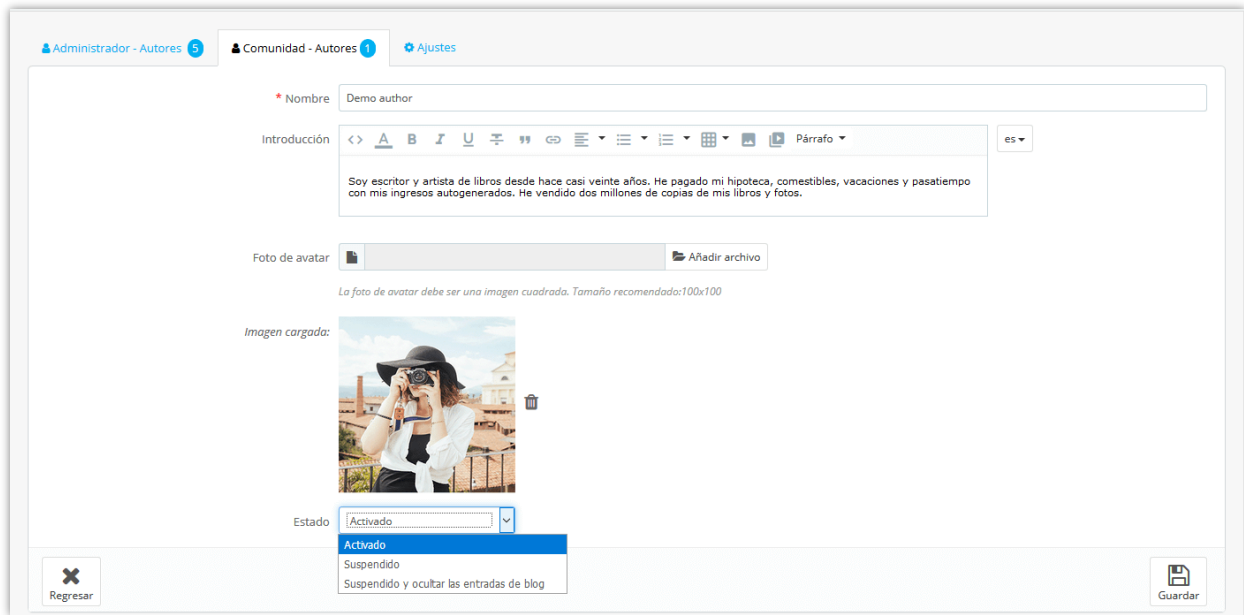 Administrador - Autores 5
Comunidad - Autores 1
Ajustes
* Nombre
Demo author
Introducción
Párrafo
es
Soy escritor y artista de libros desde hace casi veinte años. He pagado mi hipoteca, comestibles, vacaciones y pasatiempo
con mis ingresos autogenerados. He vendido dos millones de copias de mis libros y fotos.
Foto de avatar
Añadir archivo
La foto de avatar debe ser una imagen cuadrada. Tamaño recomendado:100x100
Imagen cargada:
Estado
Activado
Activado
Suspendido
Suspendido y ocultar las entradas de blog
Regresar
Guardar